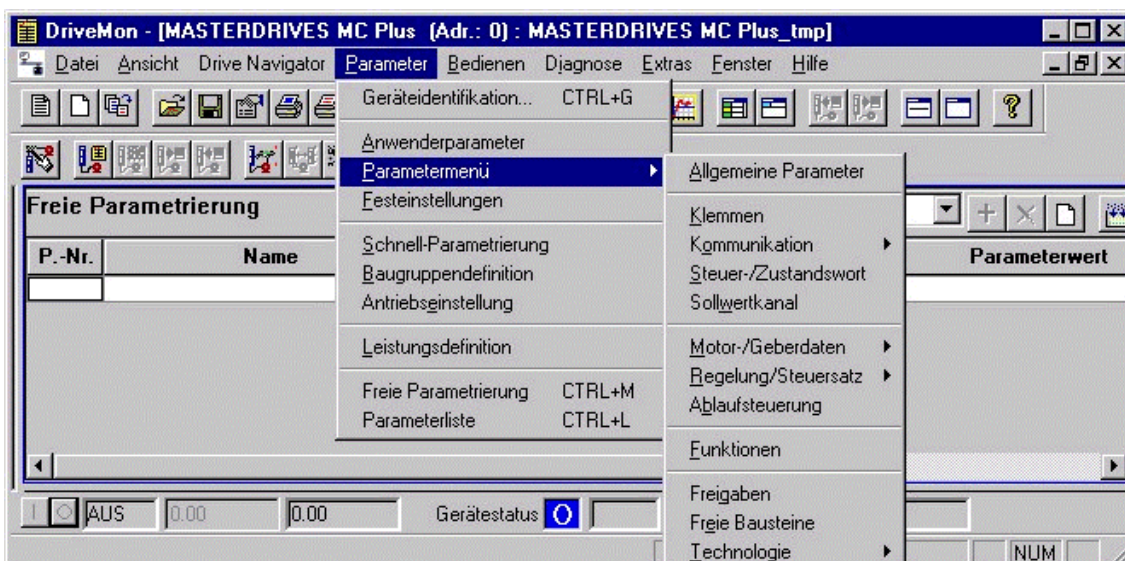 DriveMon - [MASTERDRIVES MC Plus (Adr.: 0) : MASTERDRIVES MC Plus_tmp]
Datei Ansicht Drive Navigator Parameter Bedienen Diagnose Extras Fenster Hilfe
Geräteidentifikation... CTRL+G
Anwenderparameter
Parametermenü
Festeinstellungen
Schnell-Parametrierung
Baugruppendefinition
Antriebseinstellung
Leistungsdefinition
Freie Parametrierung CTRL+M
Parameterliste CTRL+L
Allgemeine Parameter
Klemmen
Kommunikation
Steuer-/Zustandswort
Sollwertkanal
Motor-/Geberdaten
Regelung/Steuersatz
Ablaufsteuerung
Funktionen
Freigaben
Freie Bausteine
Technologie
Freie Parametrierung
P.-Nr. Name Parameterwert
AUS 0.00 0.00 Gerätestatus O
NUM